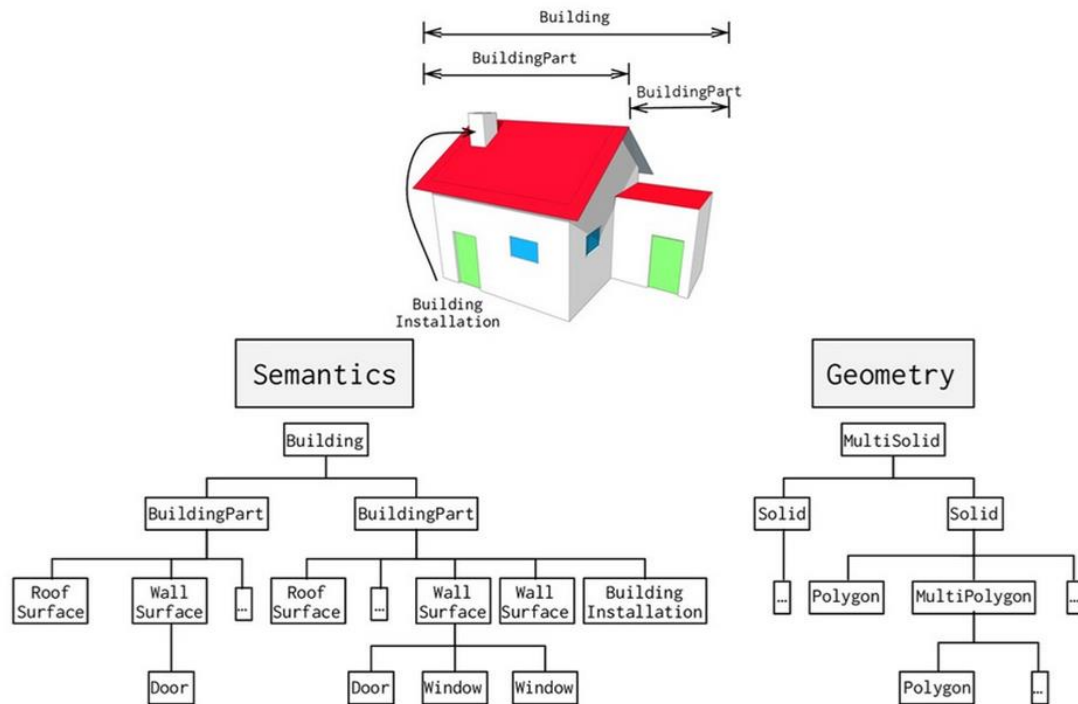 Building
BuildingPart
BuildingPart
Building
Installation
Semantics
Geometry
Building
MultiSolid
BuildingPart
BuildingPart
Solid
Solid
Roof
Surface
Wall
Surface
…
Roof
Surface
…
Wall
Surface
Wall
Surface
Building
Installation
…
Polygon
MultiPolygon
…
Door
Door
Window
Window
Polygon
…